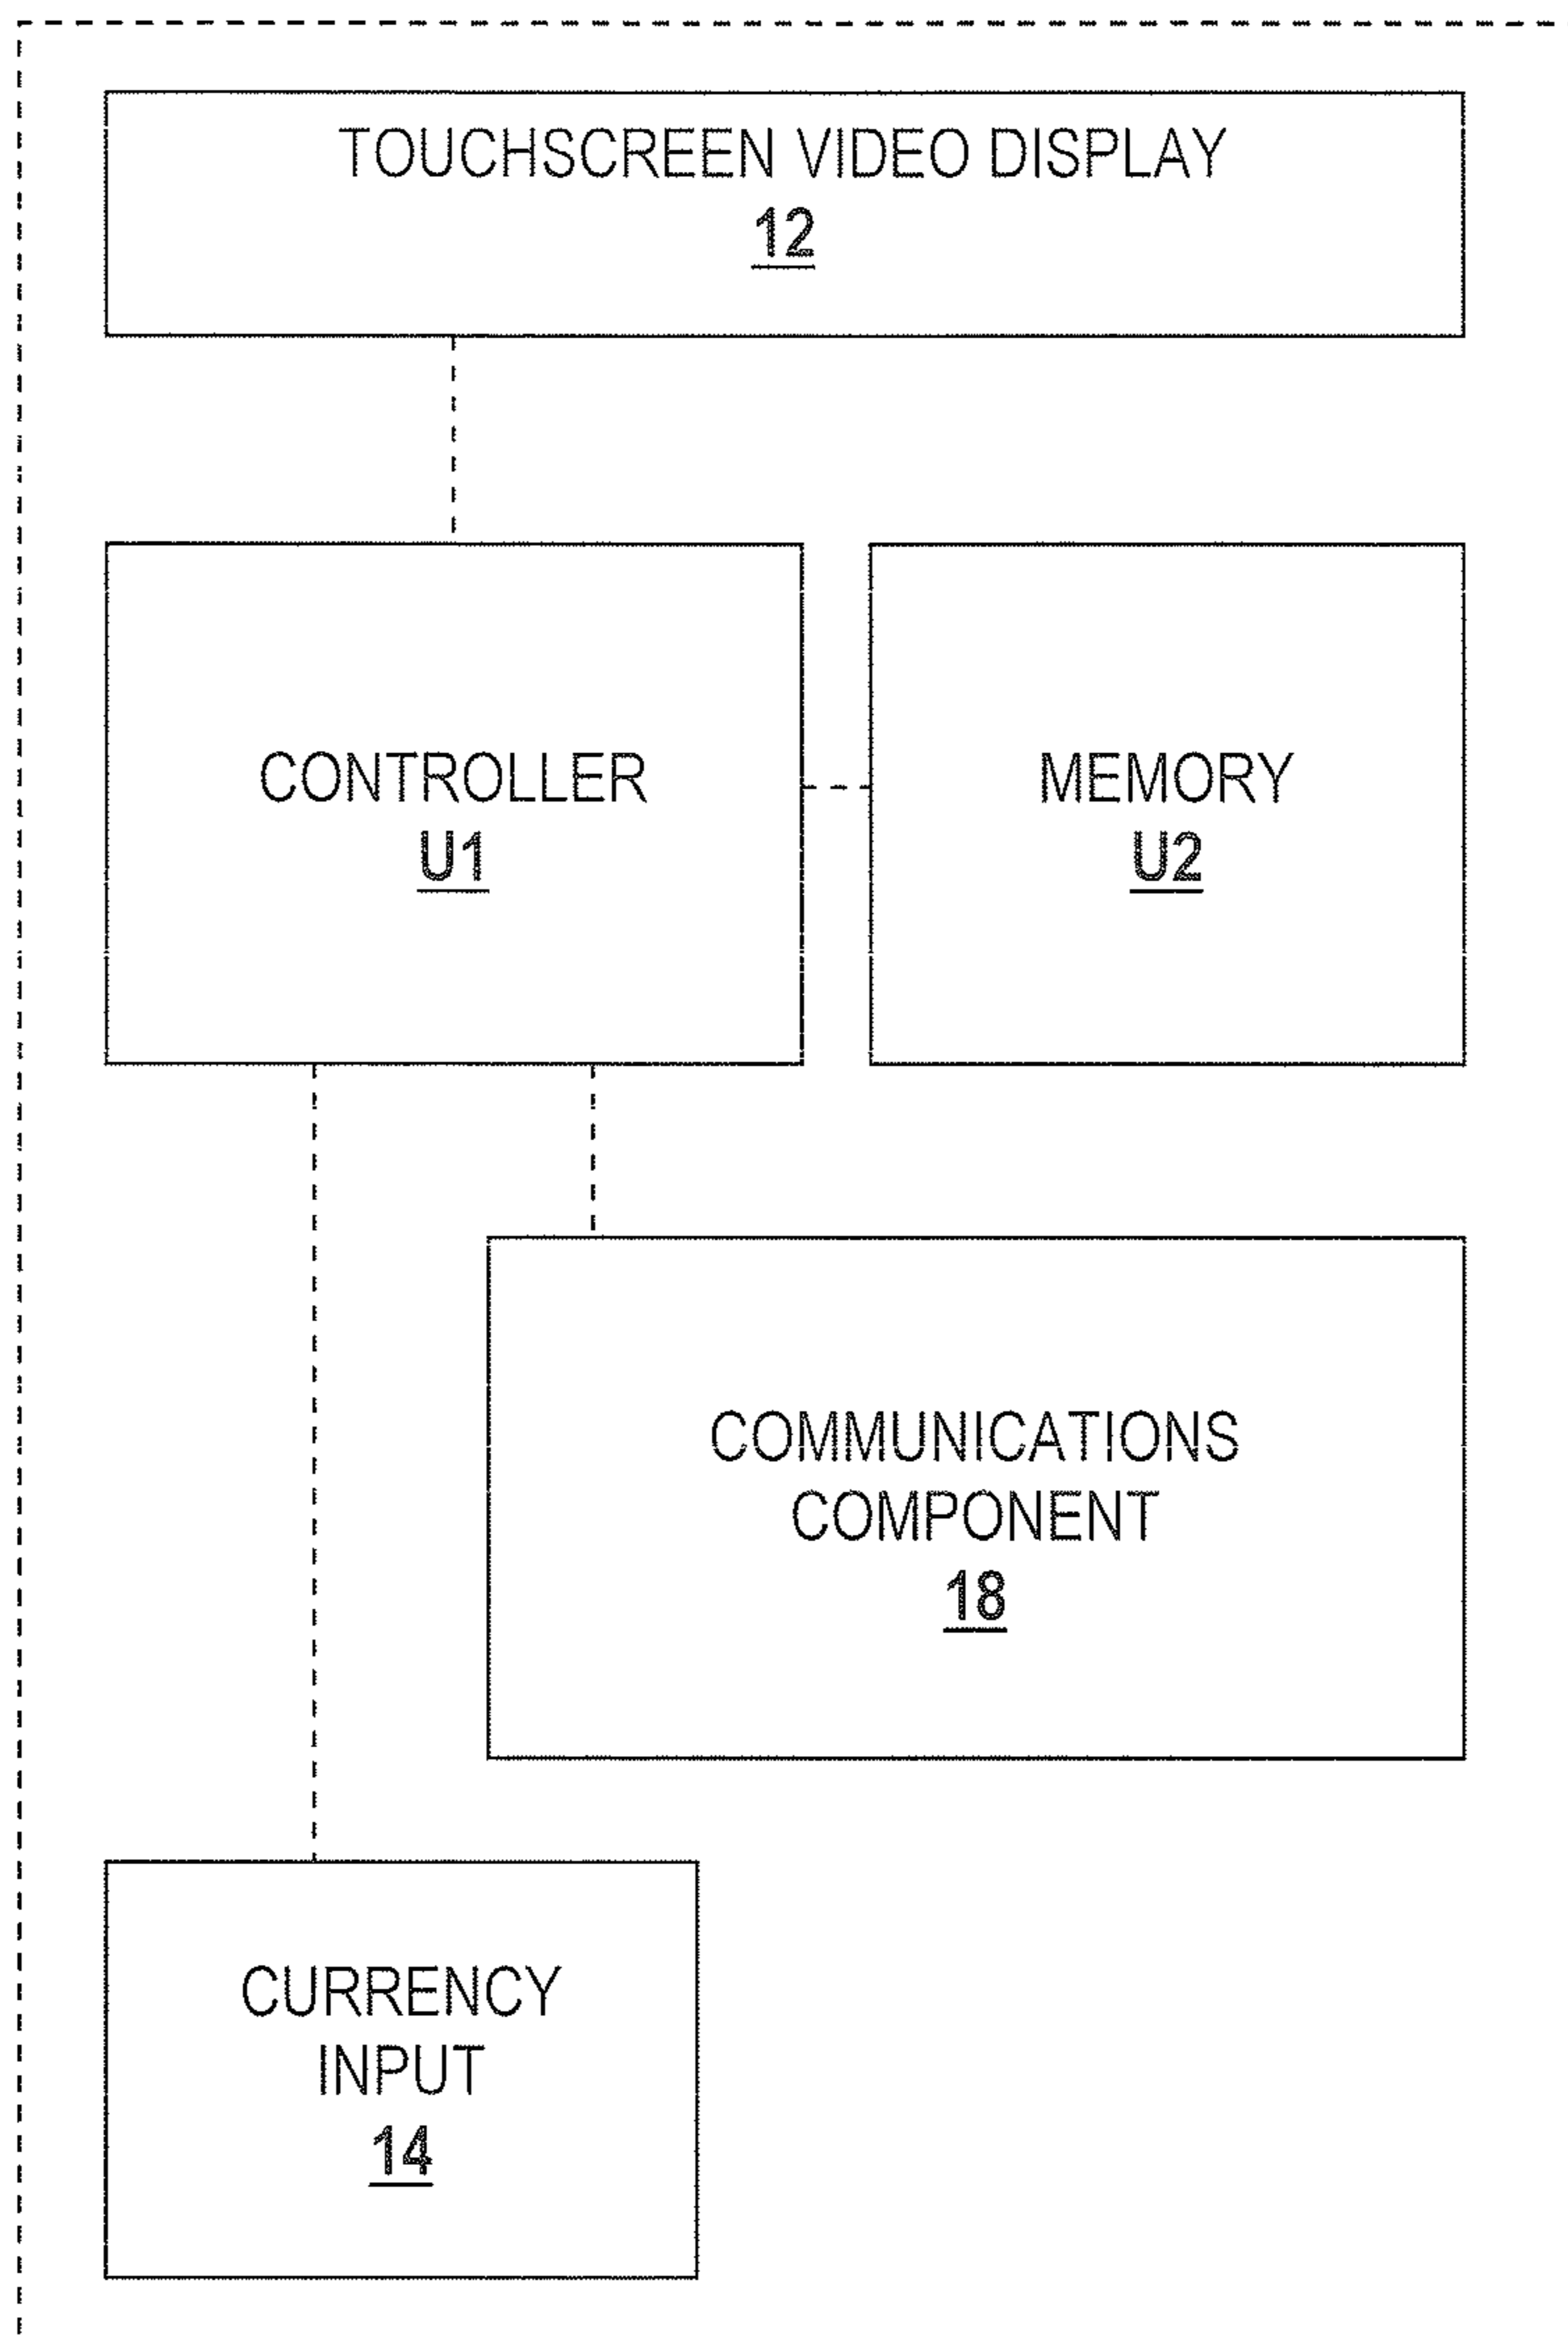 TOUCHSCREEN VIDEO DISPLAY
12
CONTROLLER
U1
MEMORY
U2
COMMUNICATIONS
COMPONENT
18
CURRENCY
INPUT
14